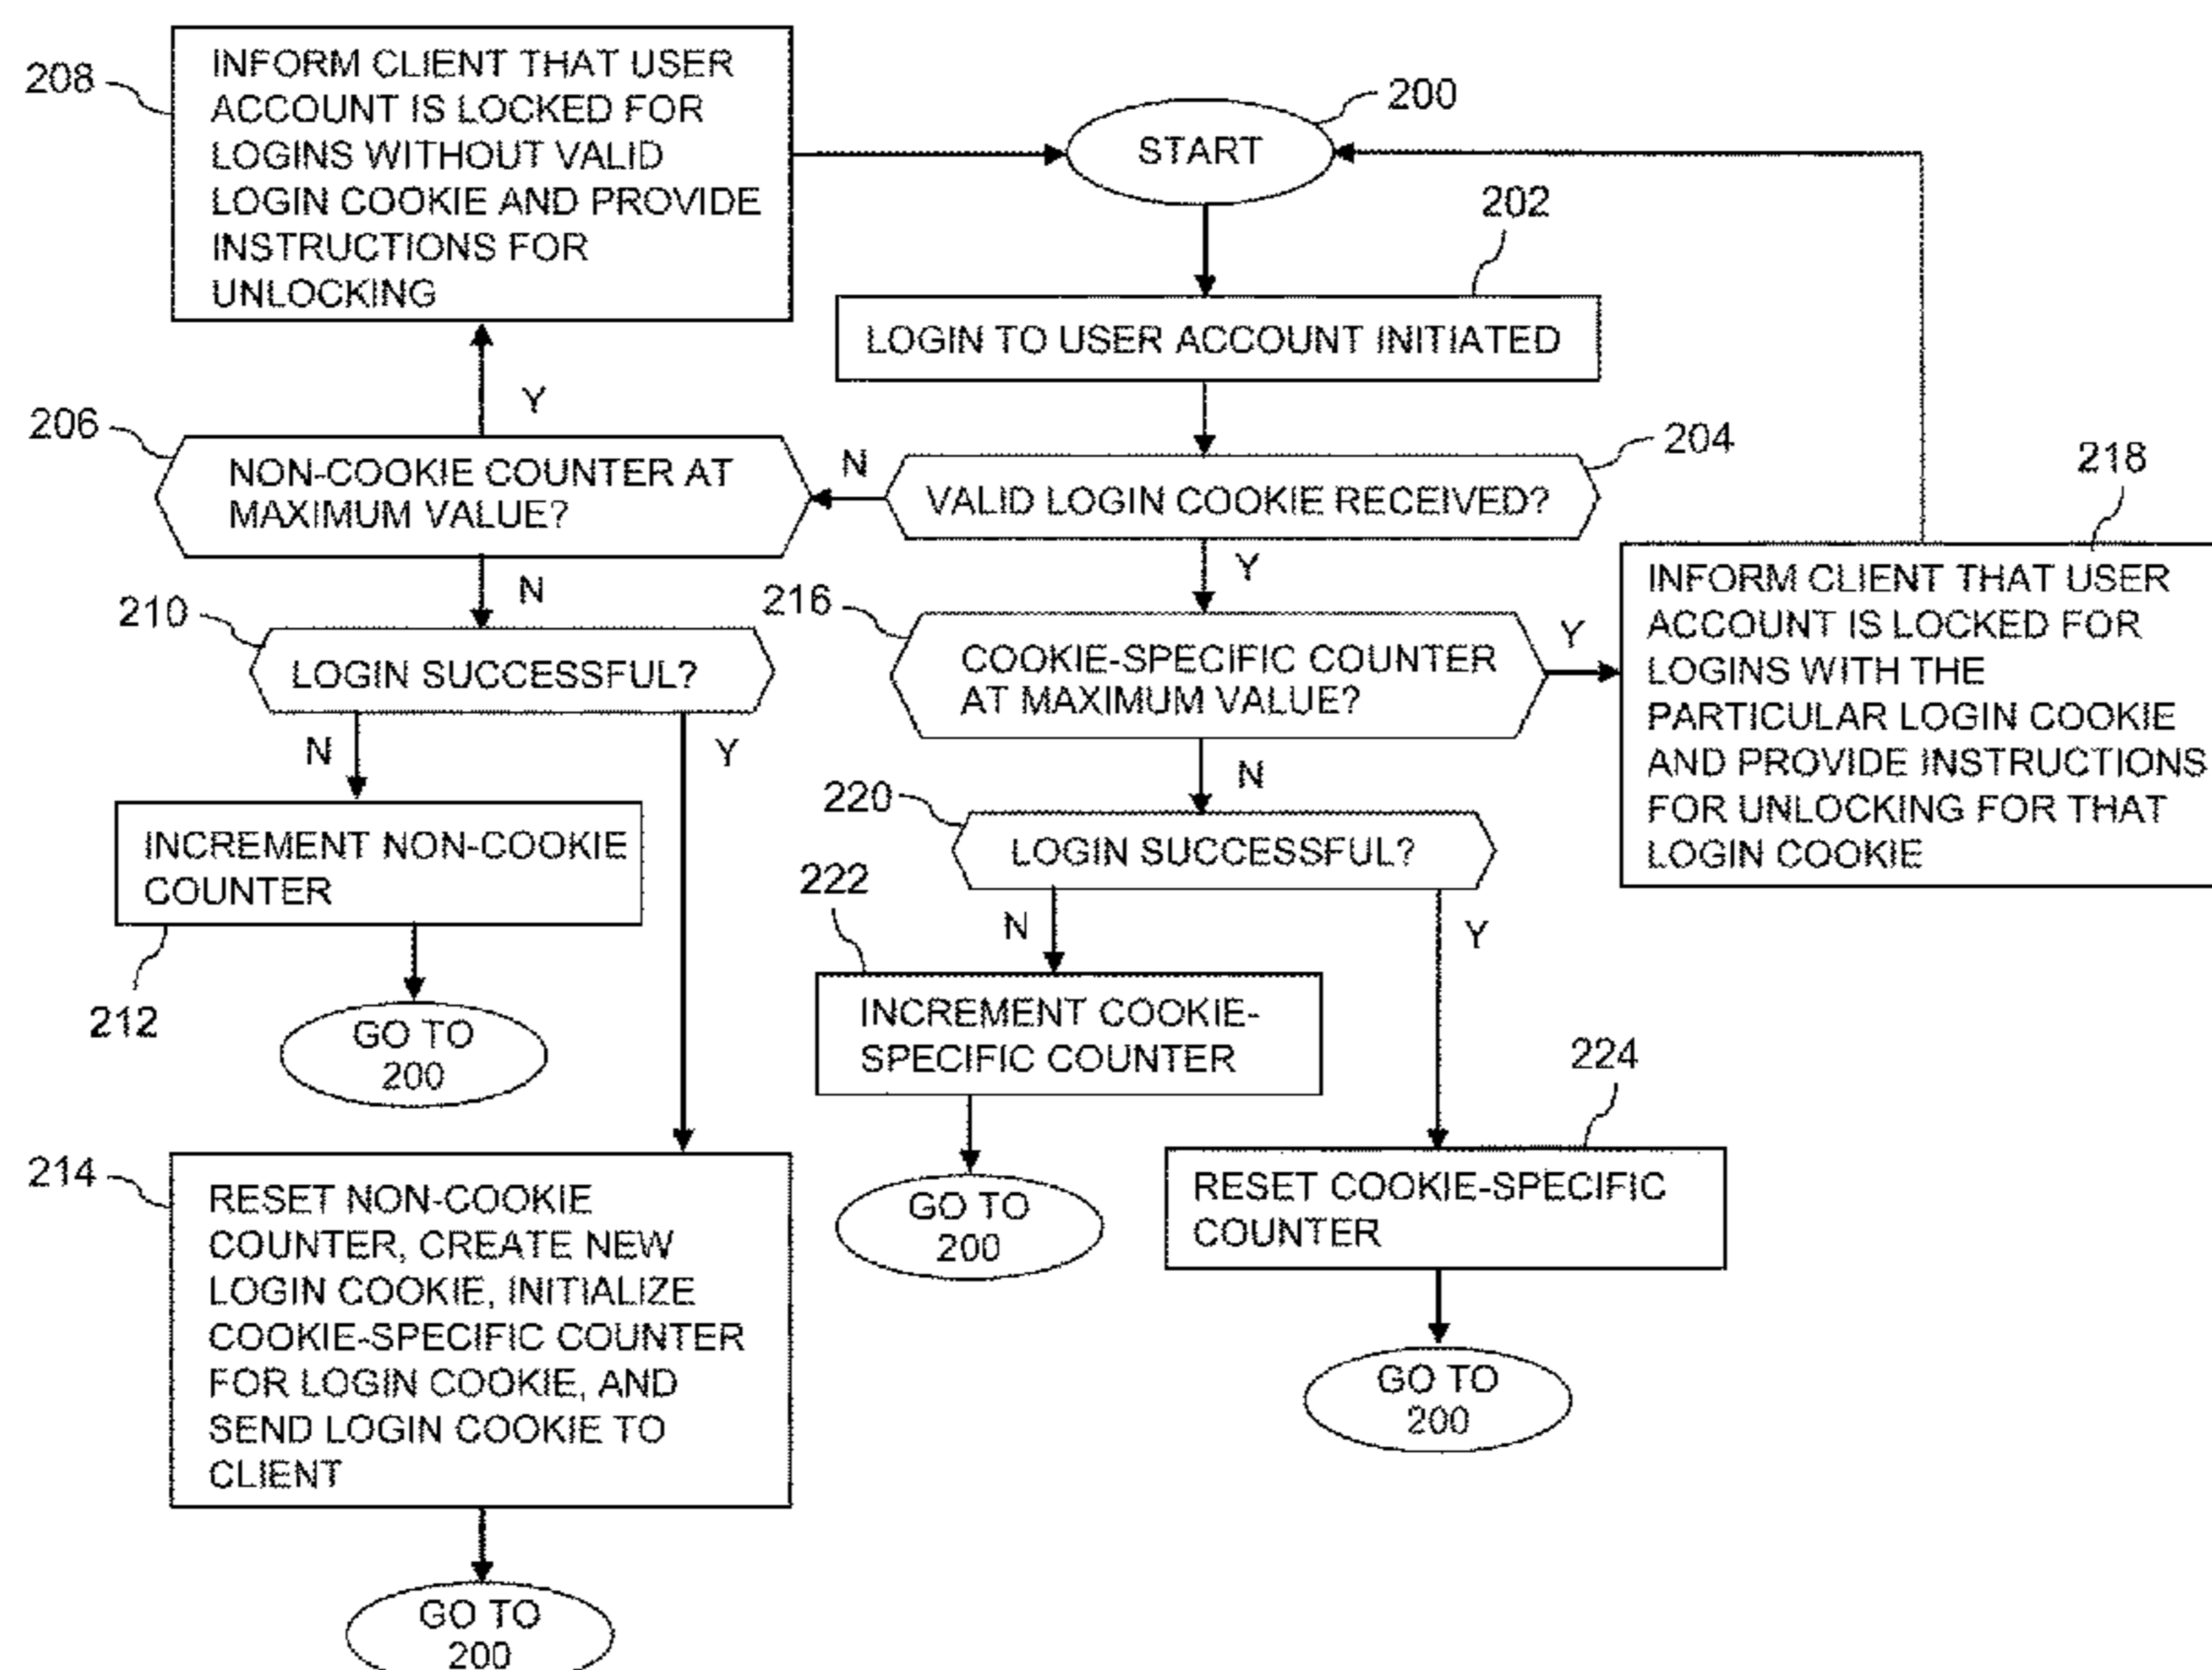 208
INFORM CLIENT THAT USER
ACCOUNT IS LOCKED FOR
LOGINS WITHOUT VALID
LOGIN COOKIE AND PROVIDE
INSTRUCTIONS FOR
UNLOCKING
200
START
202
LOGIN TO USER ACCOUNT INITIATED
Y
206
NON-COOKIE COUNTER AT
MAXIMUM VALUE?
N
204
VALID LOGIN COOKIE RECEIVED?
218
INFORM CLIENT THAT USER
ACCOUNT IS LOCKED FOR
LOGINS WITH THE
PARTICULAR LOGIN COOKIE
AND PROVIDE INSTRUCTIONS
FOR UNLOCKING FOR THAT
LOGIN COOKIE
N
Y
210
LOGIN SUCCESSFUL?
216
COOKIE-SPECIFIC COUNTER
AT MAXIMUM VALUE?
Y
N
Y
N
220
LOGIN SUCCESSFUL?
INCREMENT NON-COOKIE
COUNTER
212
GO TO
200
222
N
Y
INCREMENT COOKIE-
SPECIFIC COUNTER
GO TO
200
224
RESET COOKIE-SPECIFIC
COUNTER
GO TO
200
214
RESET NON-COOKIE
COUNTER, CREATE NEW
LOGIN COOKIE, INITIALIZE
COOKIE-SPECIFIC COUNTER
FOR LOGIN COOKIE, AND
SEND LOGIN COOKIE TO
CLIENT
GO TO
200